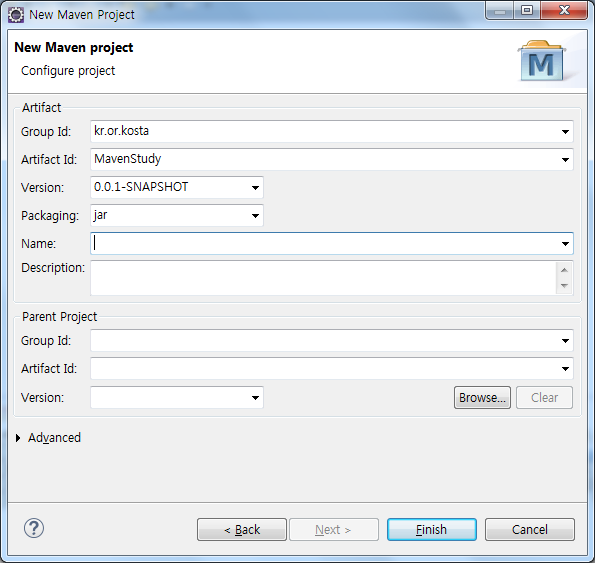 New Maven Project
New Maven project
Configure project
M
Artifact
Group Id: kr.or.kosta
Artifact Id: MavenStudy
Version: 0.0.1-SNAPSHOT
Packaging: jar
Name:
Description:
Parent Project
Group Id:
Artifact Id:
Version: Browse... Clear
Advanced
? < Back Next > Finish Cancel